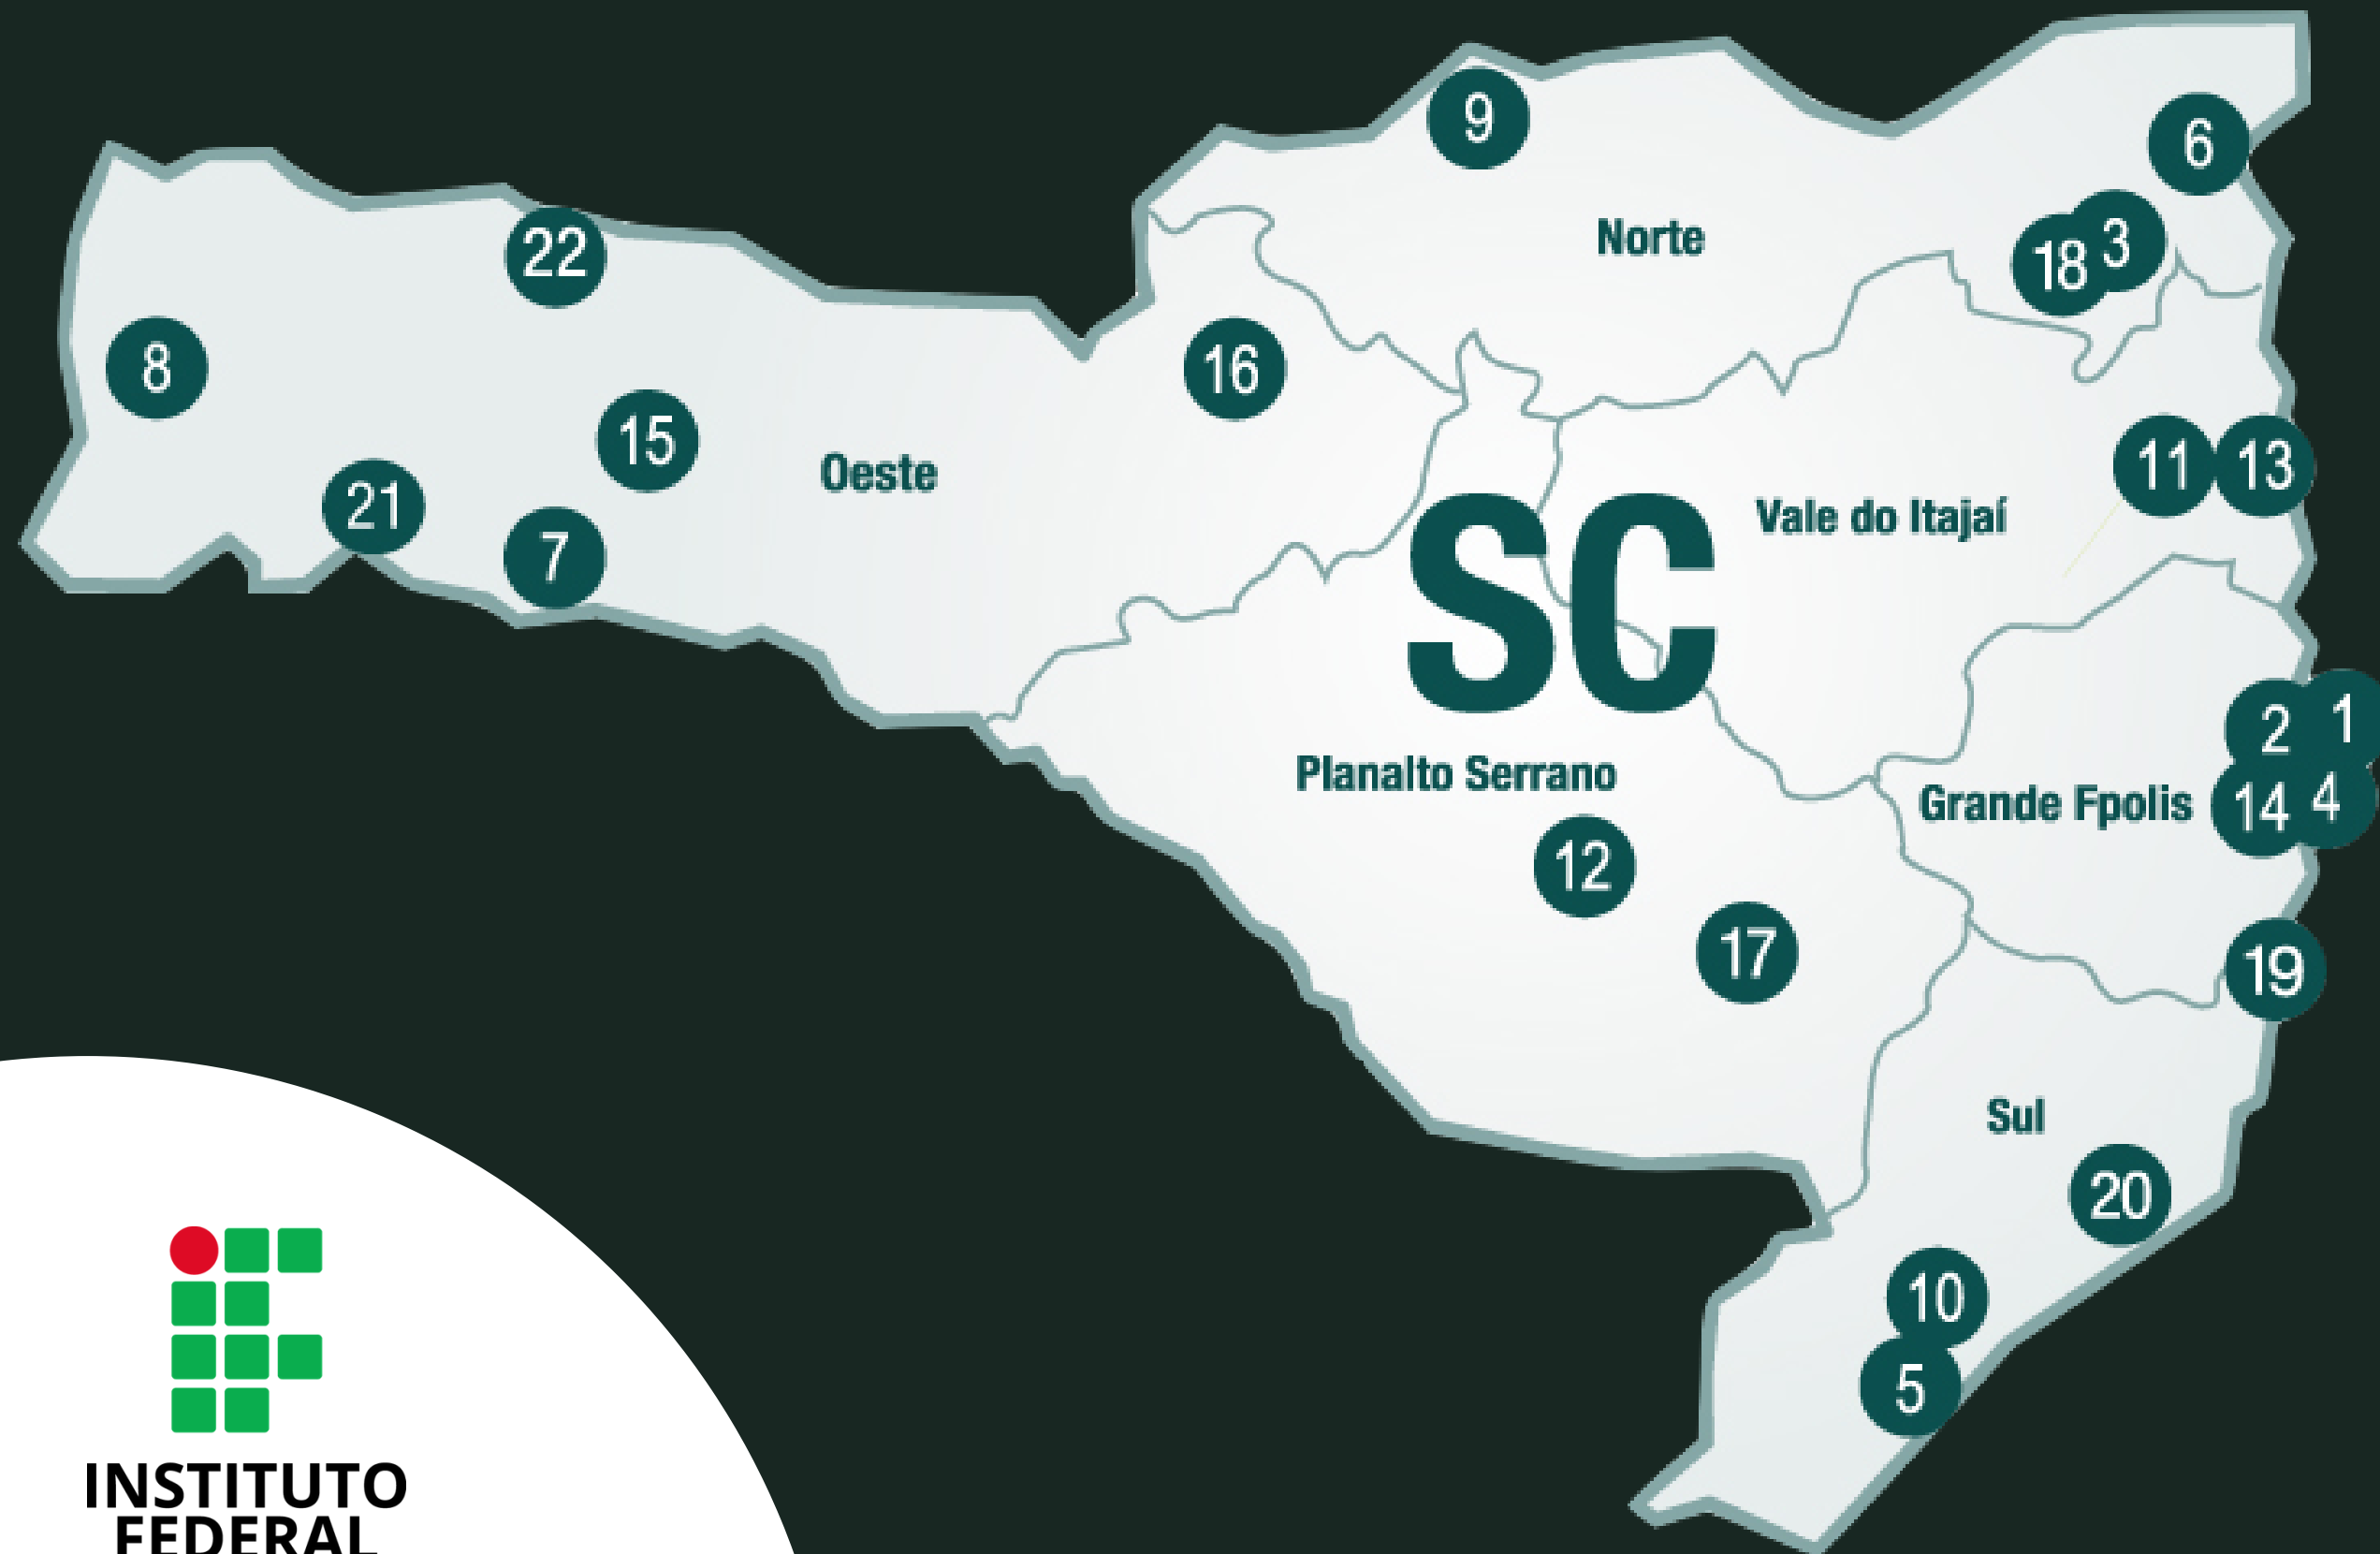 9
6
Norte
3
18
22
8
16
15
Oeste
21
7
11
13
Vale do Itajaí
SC
2
1
Planalto Serrano
Grande Fpolis
14
4
12
17
19
Sul
20
10
5
INSTITUTO
FEDERAL